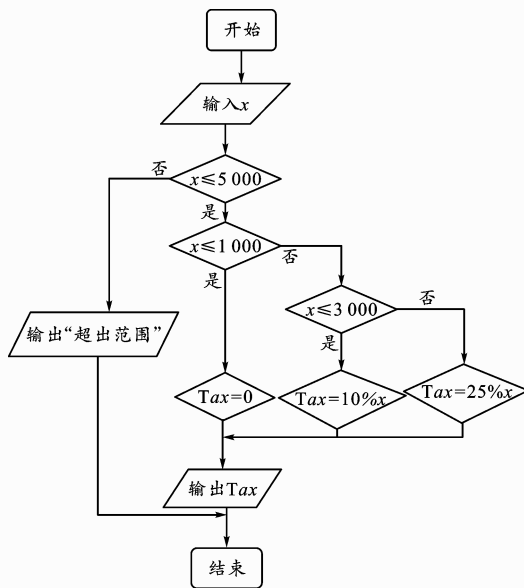 开始
输入x
x≤5 000
否
是
x≤1 000
否
是
x≤3 000
否
是
输出“超出范围”
Tax=0
Tax=10%x
Tax=25%x
输出Tax
结束